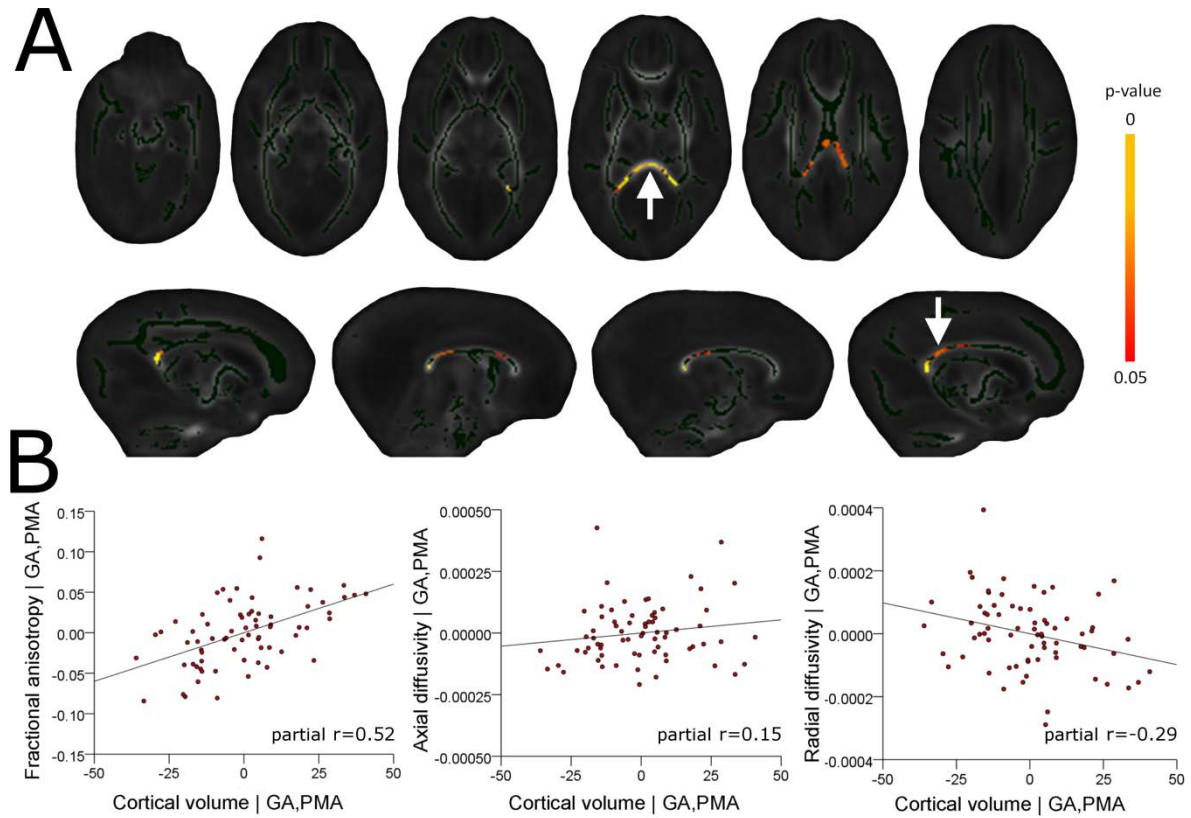 A
p-value
0
0.05
B
Fractional anisotropy | GA,PMA
0.15
0.10
0.05
0.00
-0.05
-0.10
-0.15
partial r=0.52
-50 -25 0 25 50
Cortical volume | GA,PMA
Axial diffusivity | GA,PMA
0.00050
0.00025
0.00000
-0.00025
-0.00050
partial r=0.15
-50 -25 0 25 50
Cortical volume | GA,PMA
Radial diffusivity | GA,PMA
0.0004
0.0002
0.0000
-0.0002
-0.0004
partial r=-0.29
-50 -25 0 25 50
Cortical volume | GA,PMA